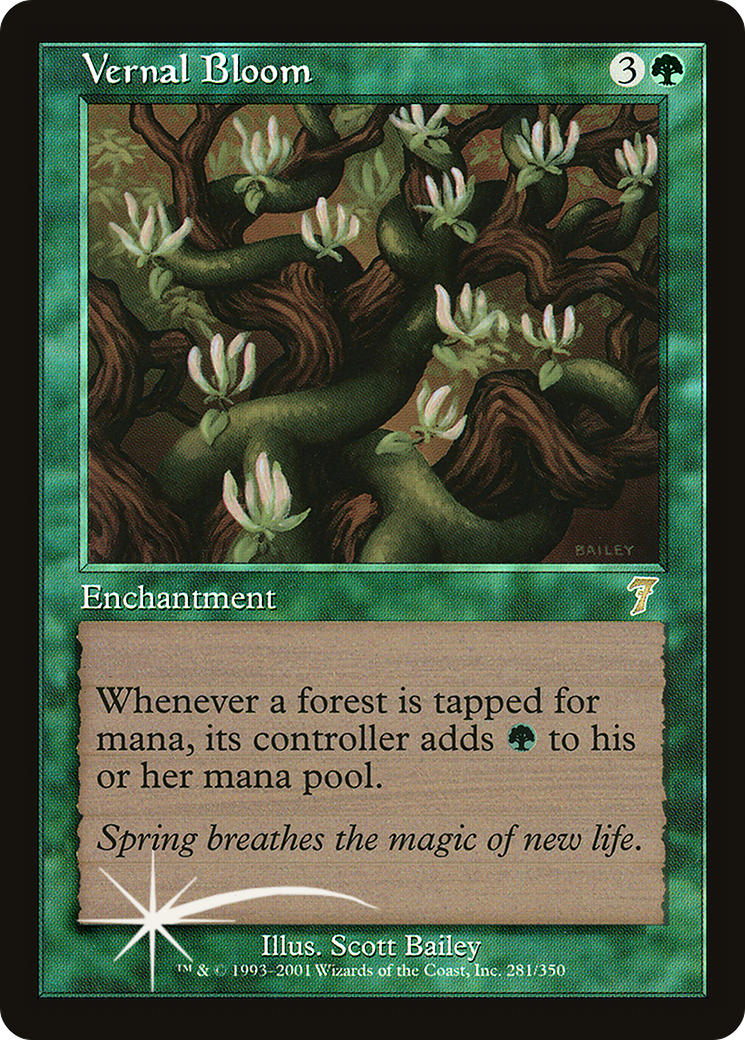 Vernal Bloom 3
BAILEY
Enchantment 7
Whenever a forest is tapped for
mana, its controller adds to his
or her mana pool.
Spring breathes the magic of new life.
Illus. Scott Bailey
™ & © 1993–2001 Wizards of the Coast, Inc. 281/350